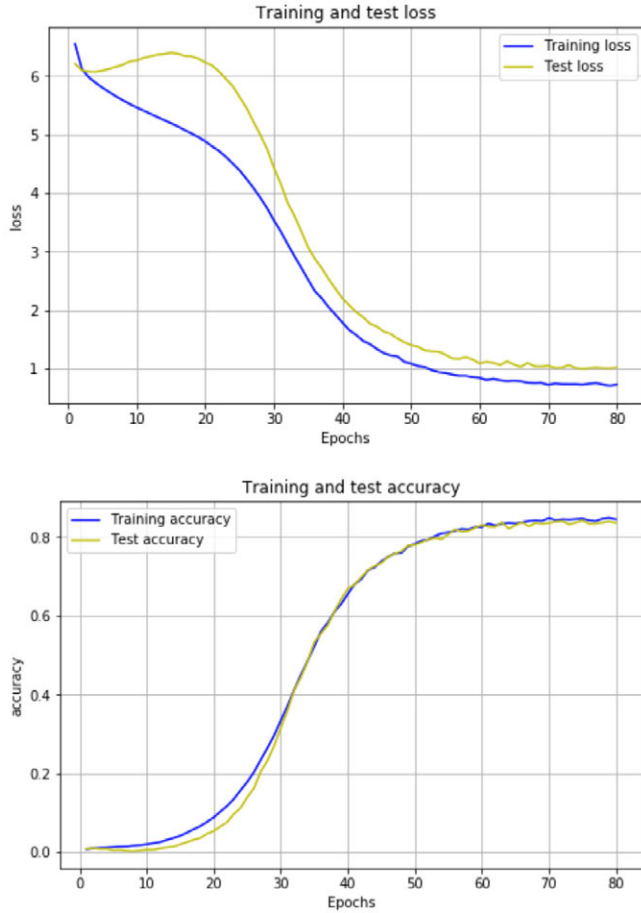 Training and test loss
Training loss
Test loss
6
5
4
3
2
1
loss
0 10 20 30 40 50 60 70 80
Epochs
Training and test accuracy
Training accuracy
Test accuracy
0.8
0.6
0.4
0.2
0.0
accuracy
0 10 20 30 40 50 60 70 80
Epochs